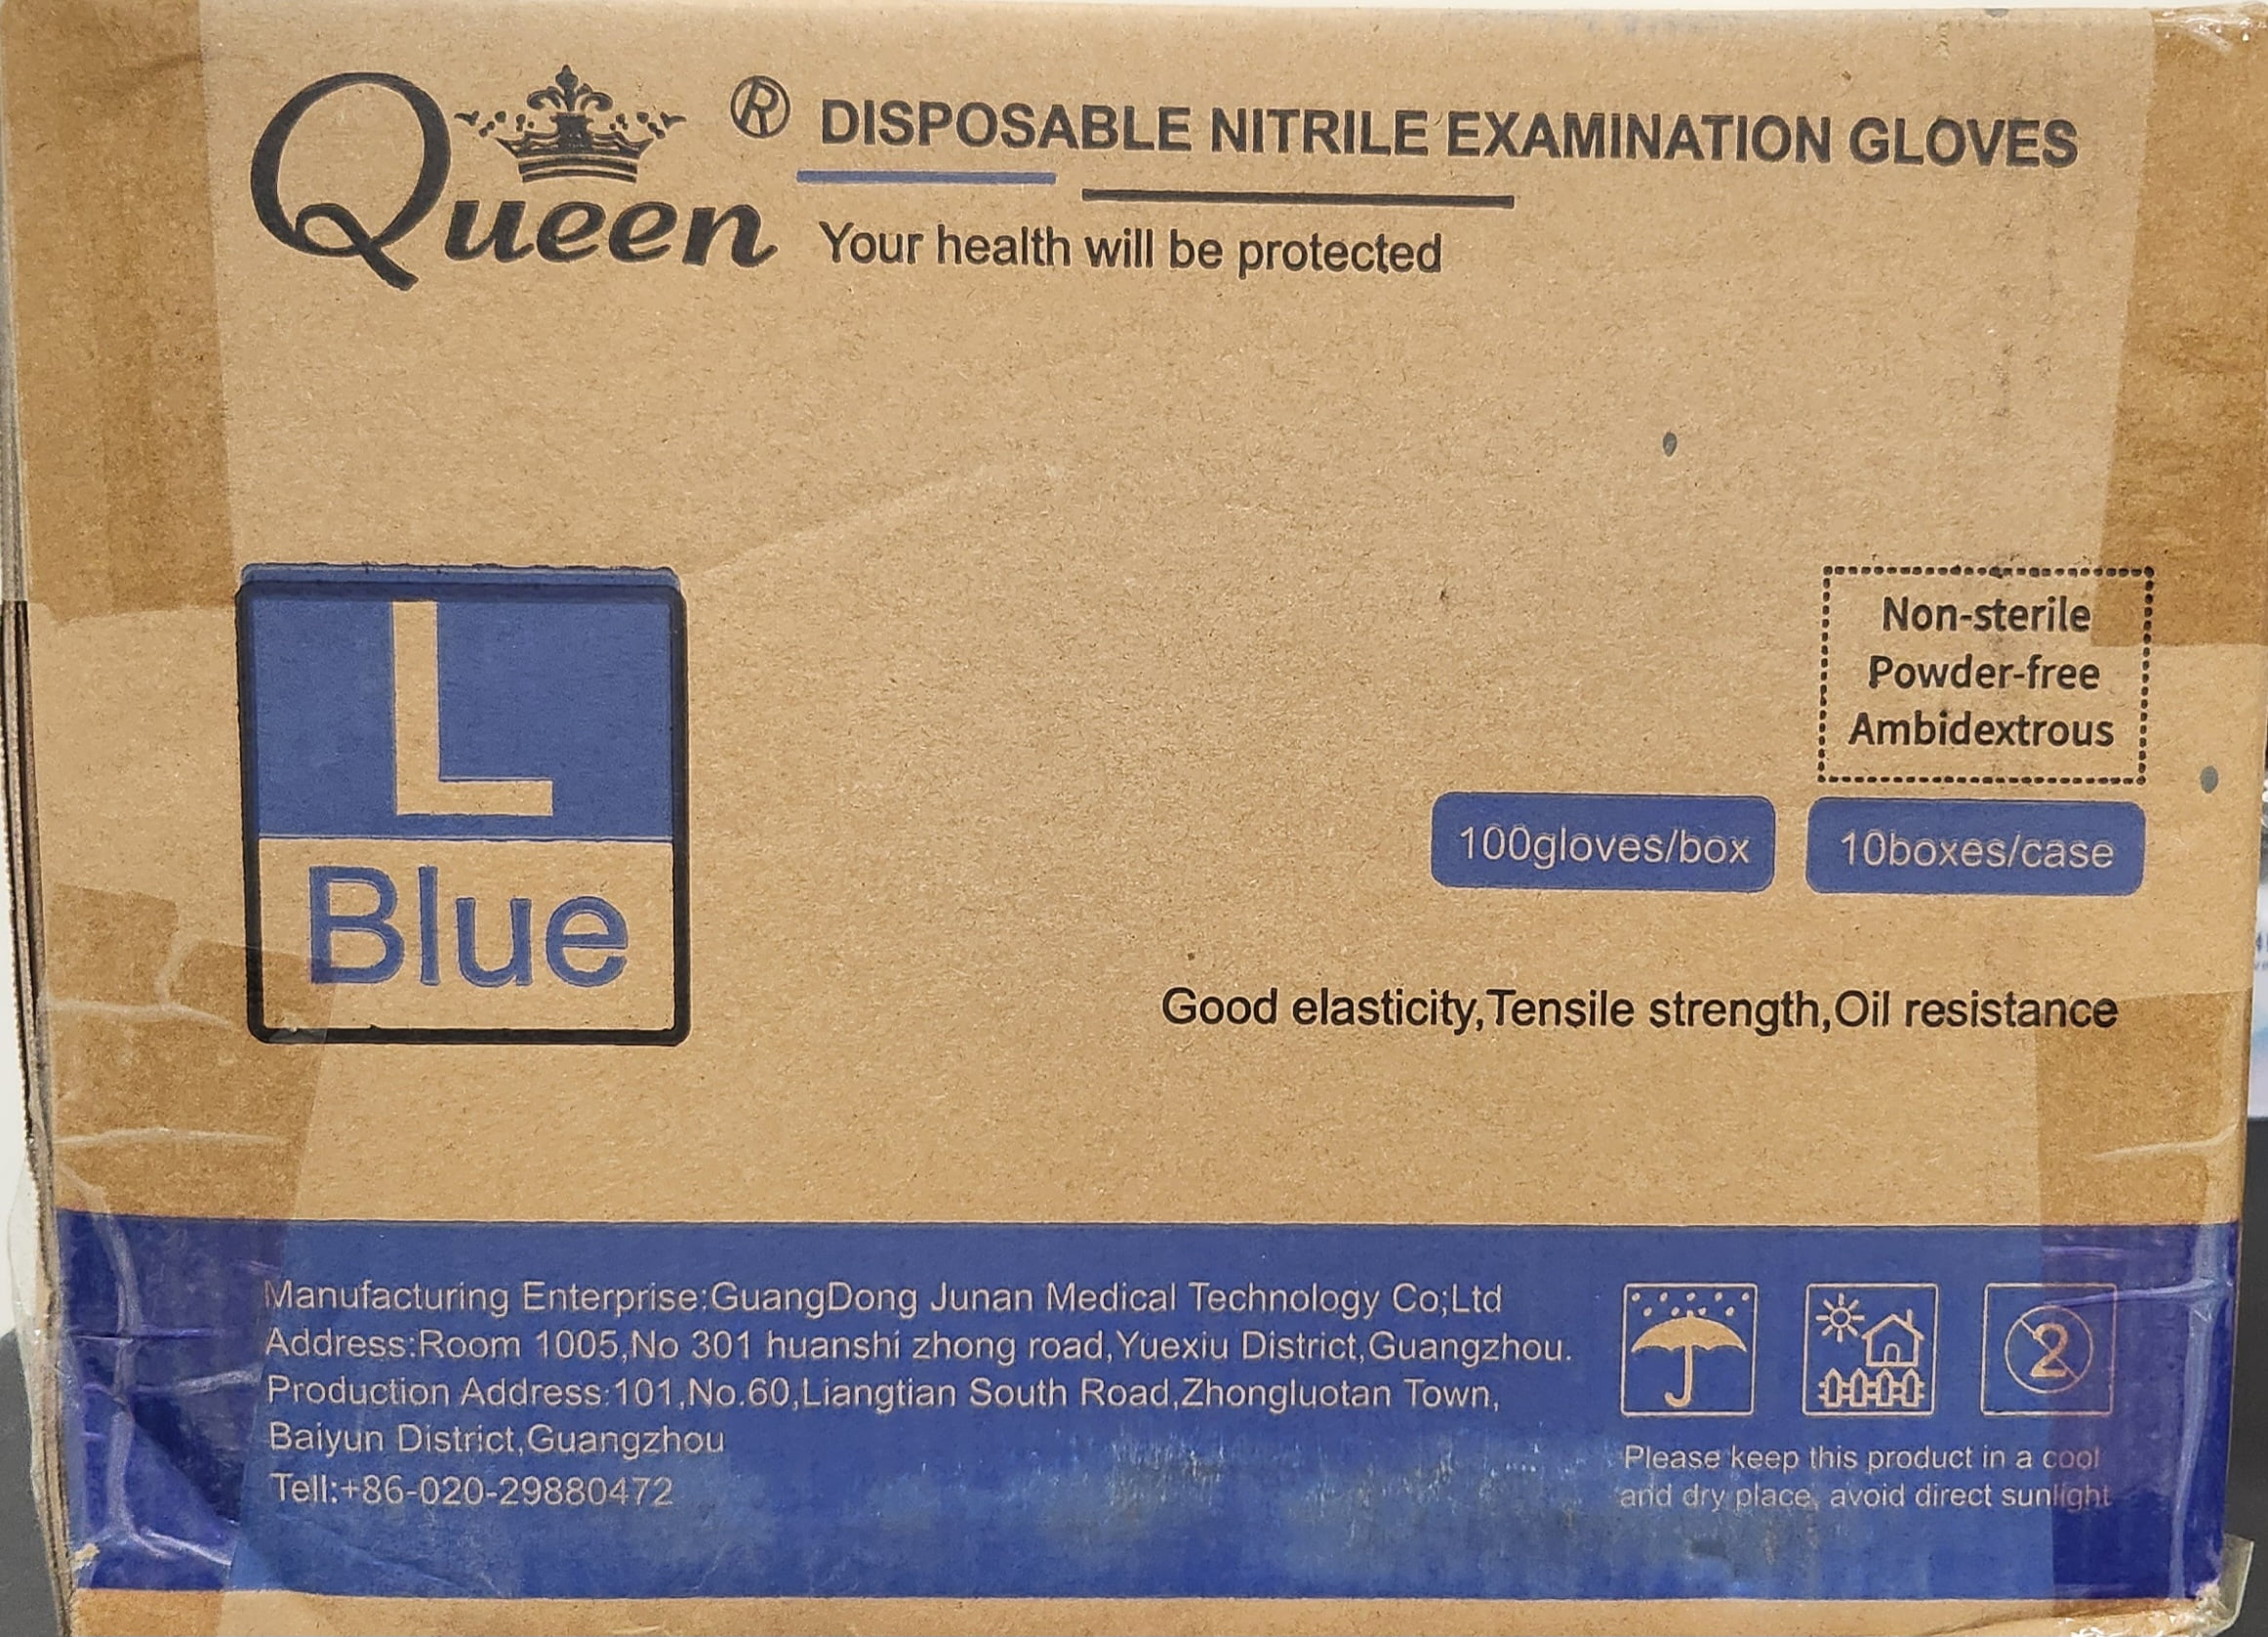 Queen ® DISPOSABLE NITRILE EXAMINATION GLOVES
Your health will be protected
L
Blue
Non-sterile
Powder-free
Ambidextrous
100gloves/box
10boxes/case
Good elasticity,Tensile strength,Oil resistance
Manufacturing Enterprise:GuangDong Junan Medical Technology Co;Ltd
Address:Room 1005,No 301 huanshi zhong road,Yuexiu District,Guangzhou.
Production Address:101,No.60,Liangtian South Road,Zhongluotan Town,
Baiyun District,Guangzhou
Tell:+86-020-29880472
2
Please keep this product in a cool
and dry place, avoid direct sunlight